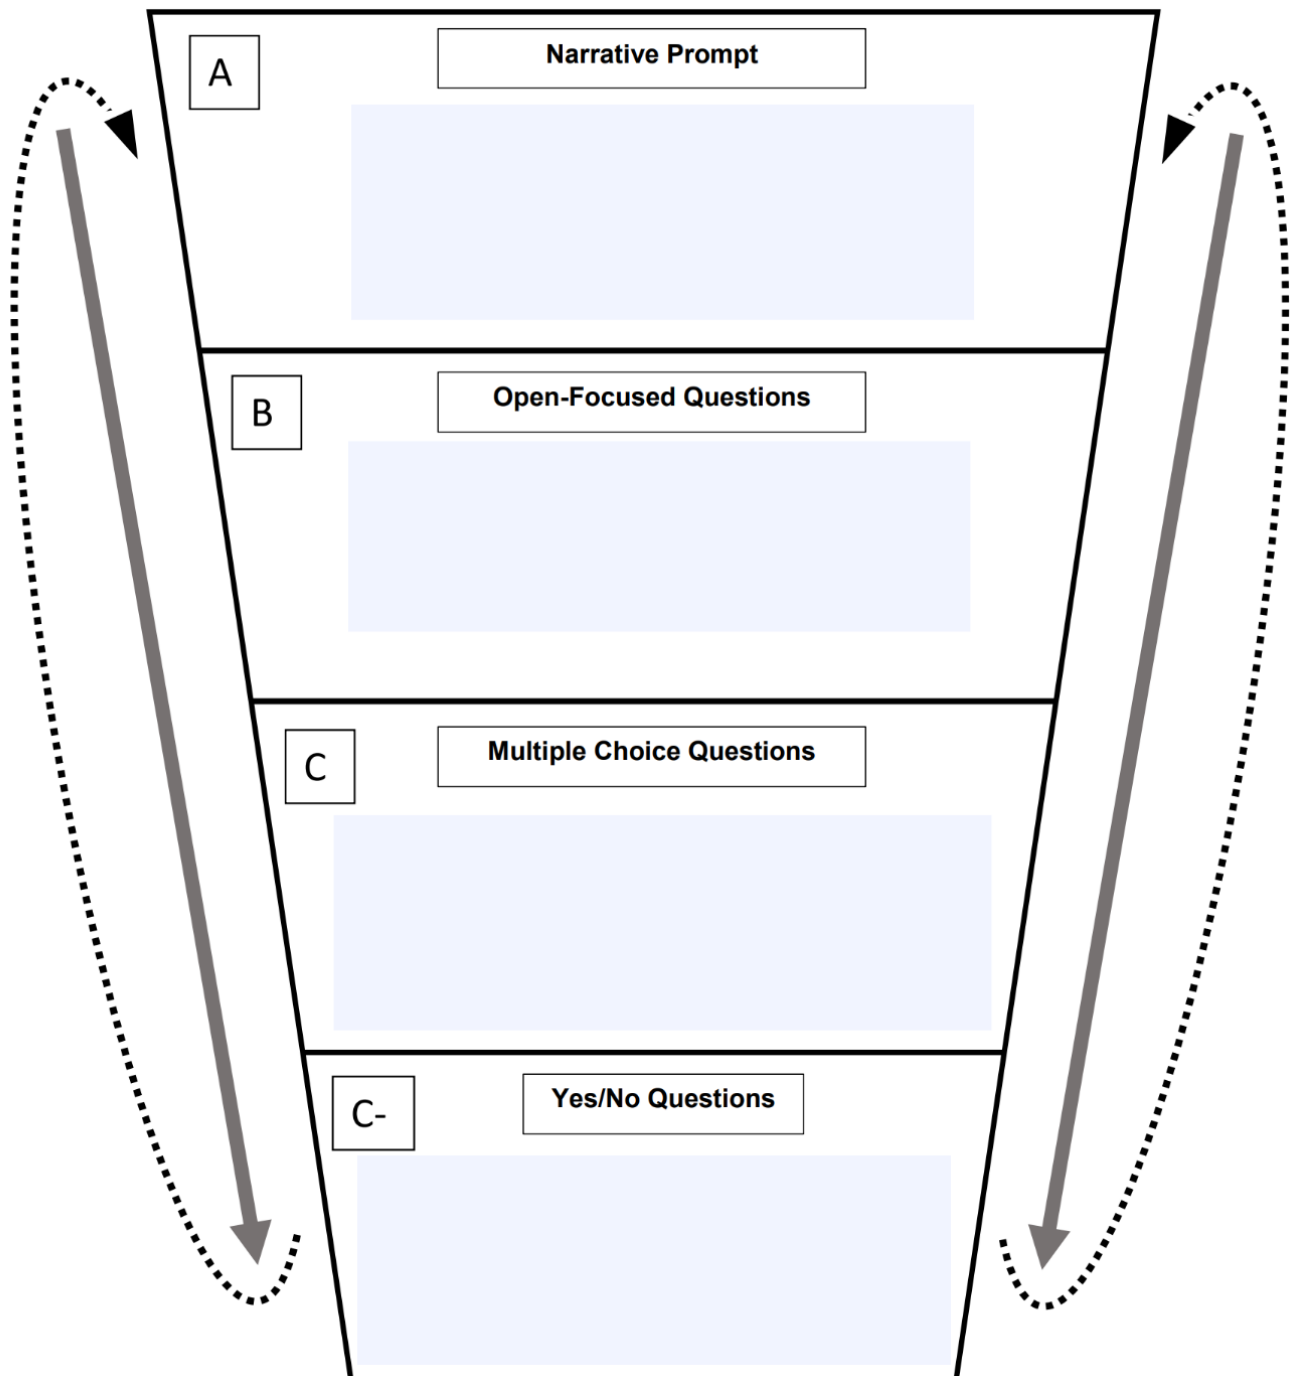 A
Narrative Prompt
B
Open-Focused Questions
C
Multiple Choice Questions
C-
Yes/No Questions